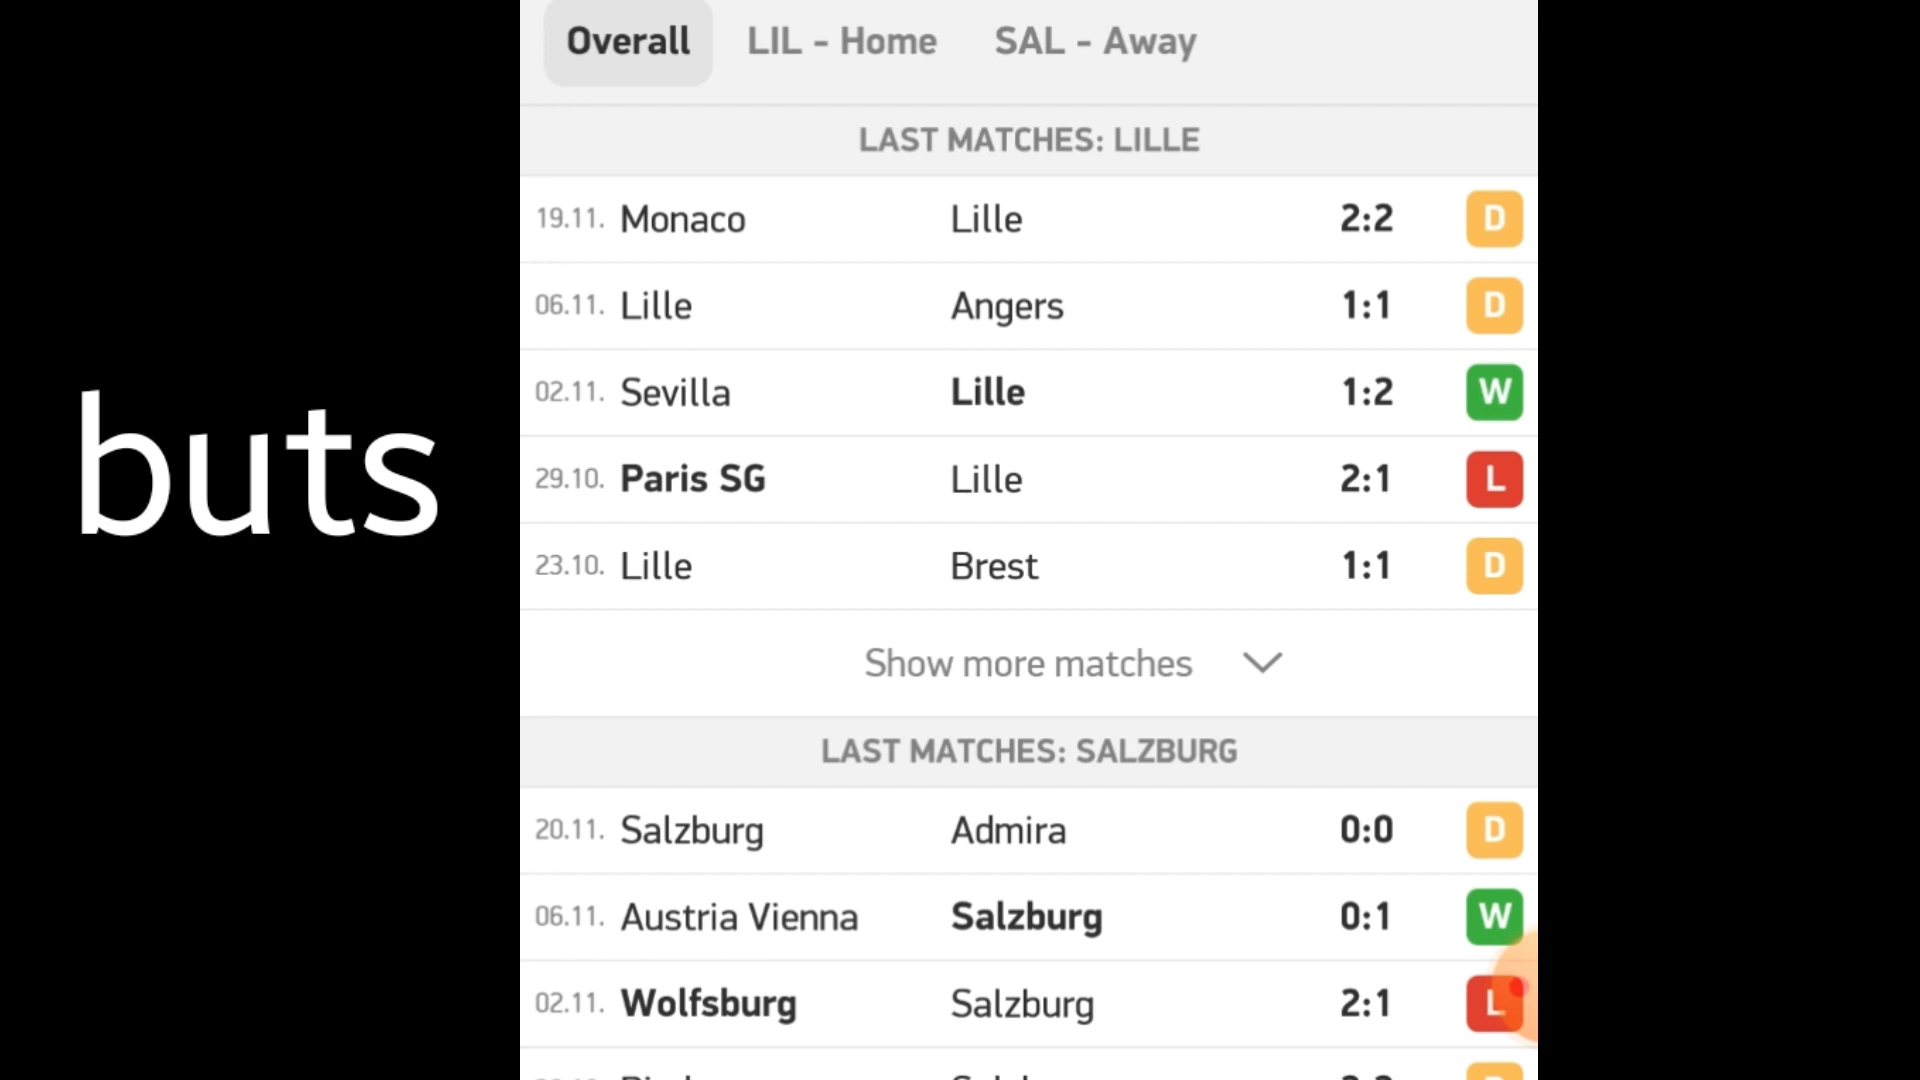 buts
Overall LIL - Home SAL - Away
LAST MATCHES: LILLE
19.11. Monaco Lille 2:2 D
06.11. Lille Angers 1:1 D
02.11. Sevilla Lille 1:2 W
29.10. Paris SG Lille 2:1 L
23.10. Lille Brest 1:1 D
Show more matches
LAST MATCHES: SALZBURG
20.11. Salzburg Admira 0:0 D
06.11. Austria Vienna Salzburg 0:1 W
02.11. Wolfsburg Salzburg 2:1 L